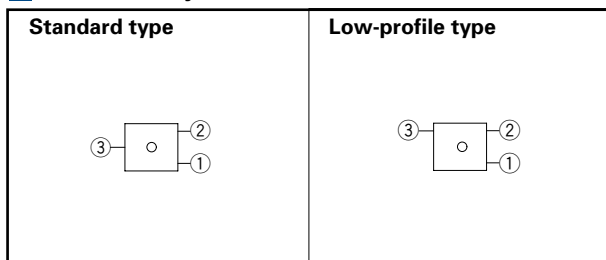 Standard type
Low-profile type
③ ②
①
③ ②
①